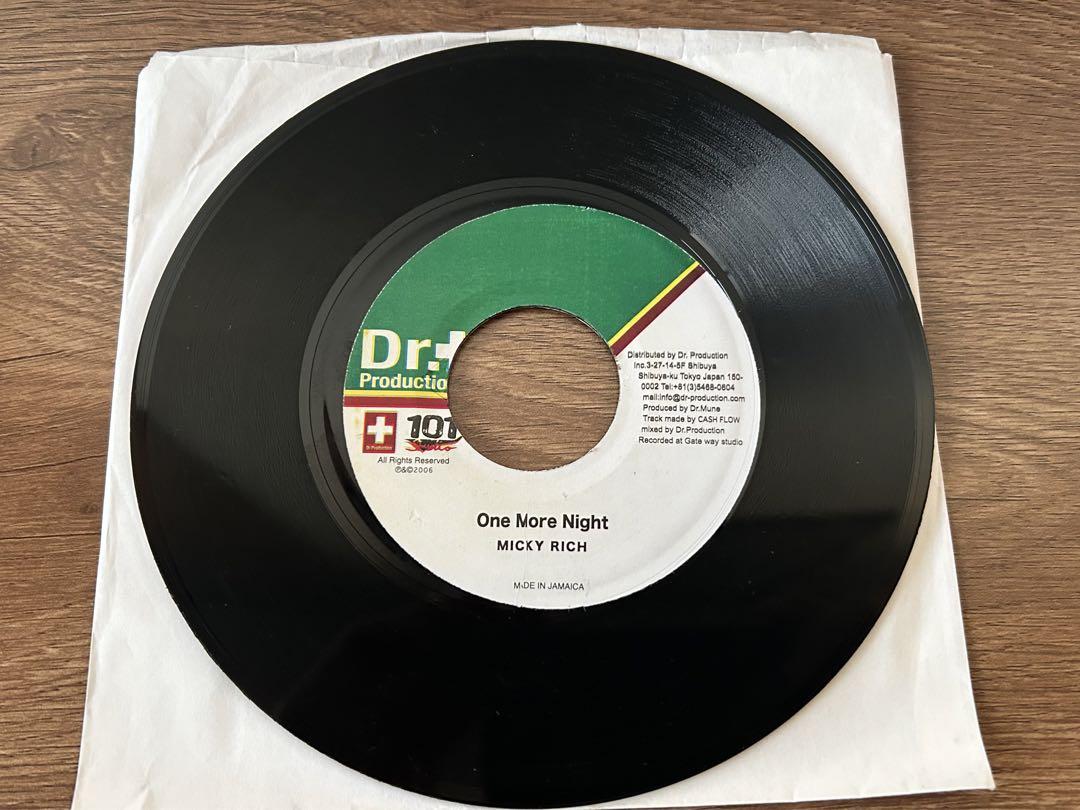 Dr.
Productio
Dr.Production
101
Studio
All Rights Reserved
℗&©2006
Distributed by Dr. Production
Inc.3-27-14-5F Shibuya
Shibuya-ku Tokyo Japan 150-
0002 Tel:+81(3)5468-0604
mail:info@dr-production.com
Produced by Dr.Mune
Track made by CASH FLOW
mixed by Dr.Production
Recorded at Gate way studio
One More Night
MICKY RICH
MADE IN JAMAICA